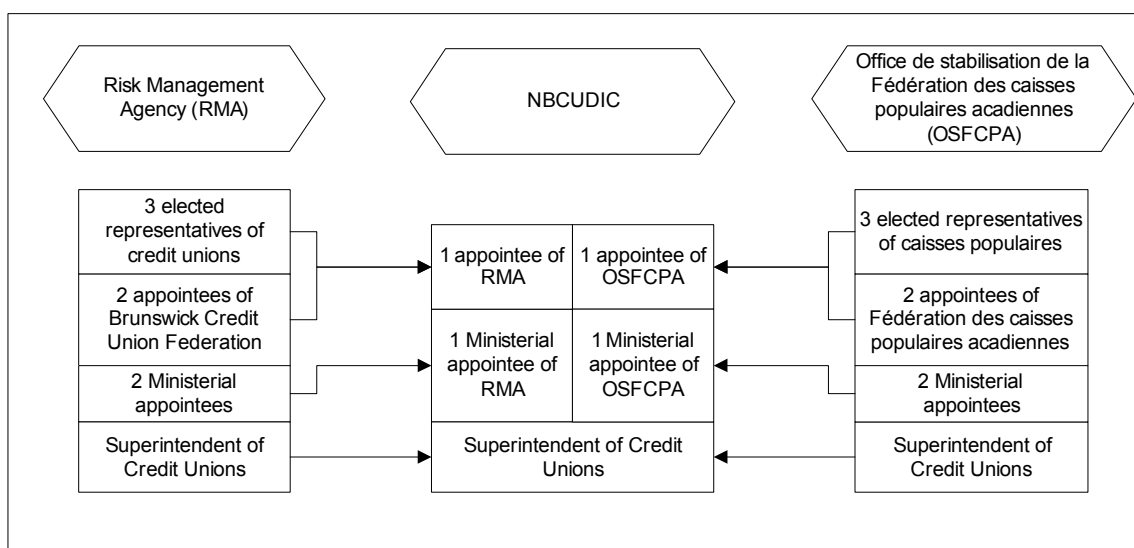 Risk Management
Agency (RMA)
NBCUDIC
Office de stabilisation de la
Fédération des caisses
populaires acadiennes
(OSFCPA)
3 elected
representatives of
credit unions
2 appointees of
Brunswick Credit
Union Federation
2 Ministerial
appointees
Superintendent of
Credit Unions
1 appointee of
RMA
1 appointee of
OSFCPA
1 Ministerial
appointee of
RMA
1 Ministerial
appointee of
OSFCPA
Superintendent of Credit
Unions
3 elected representatives
of caisses populaires
2 appointees of
Fédération des caisses
populaires acadiennes
2 Ministerial
appointees
Superintendent of
Credit Unions